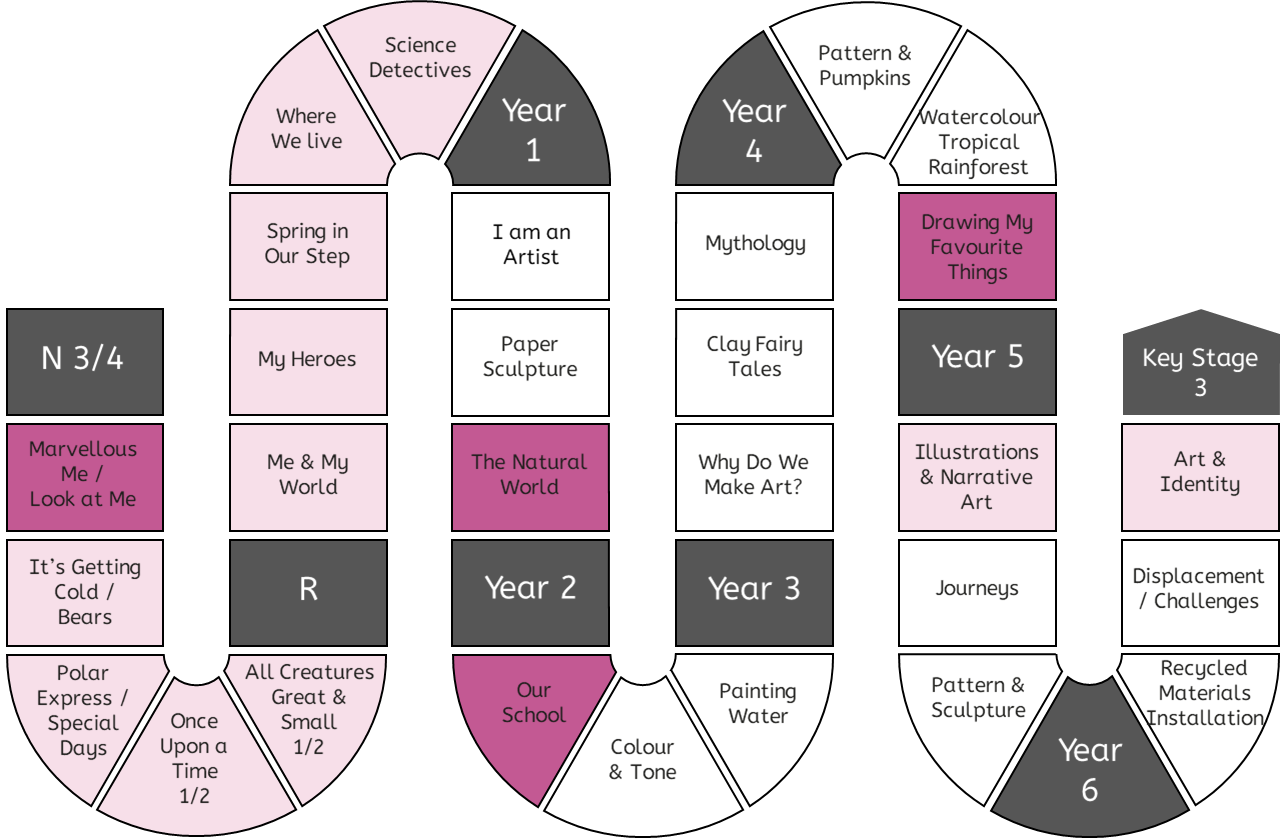 N 3/4
Marvellous
Me /
Look at Me
It’s Getting
Cold /
Bears
Polar
Express /
Special
Days
Once
Upon a
Time
1/2
All Creatures
Great &
Small
1/2
R
Me & My
World
My Heroes
Spring in
Our Step
Where
We live
Science
Detectives
Year
1
I am an
Artist
Paper
Sculpture
The Natural
World
Year 2
Our
School
Colour
& Tone
Painting
Water
Year 3
Why Do We
Make Art?
Clay Fairy
Tales
Mythology
Year
4
Pattern &
Pumpkins
Watercolour
Tropical
Rainforest
Drawing My
Favourite
Things
Year 5
Illustrations
& Narrative
Art
Journeys
Pattern &
Sculpture
Year
6
Recycled
Materials
Installation
Displacement
/ Challenges
Art &
Identity
Key Stage
3